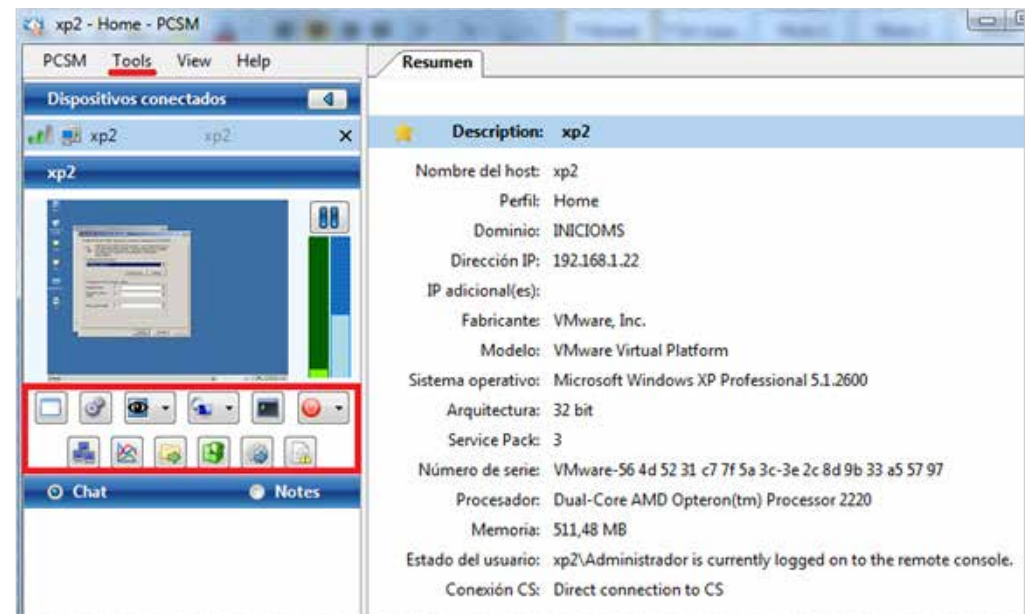 xp2 - Home - PCSM
PCSM Tools View Help
Dispositivos conectados
xp2 xp2
xp2
Chat Notes
Resumen
Description: xp2
Nombre del host: xp2
Perfil: Home
Dominio: INICIOMS
Dirección IP: 192.168.1.22
IP adicional(es):
Fabricante: VMware, Inc.
Modelo: VMware Virtual Platform
Sistema operativo: Microsoft Windows XP Professional 5.1.2600
Arquitectura: 32 bit
Service Pack: 3
Número de serie: VMware-56 4d 52 31 c7 7f 5a 3c-3e 2c 8d 9b 33 a5 57 97
Procesador: Dual-Core AMD Opteron(tm) Processor 2220
Memoria: 511,48 MB
Estado del usuario: xp2\Administrador is currently logged on to the remote console.
Conexión CS: Direct connection to CS